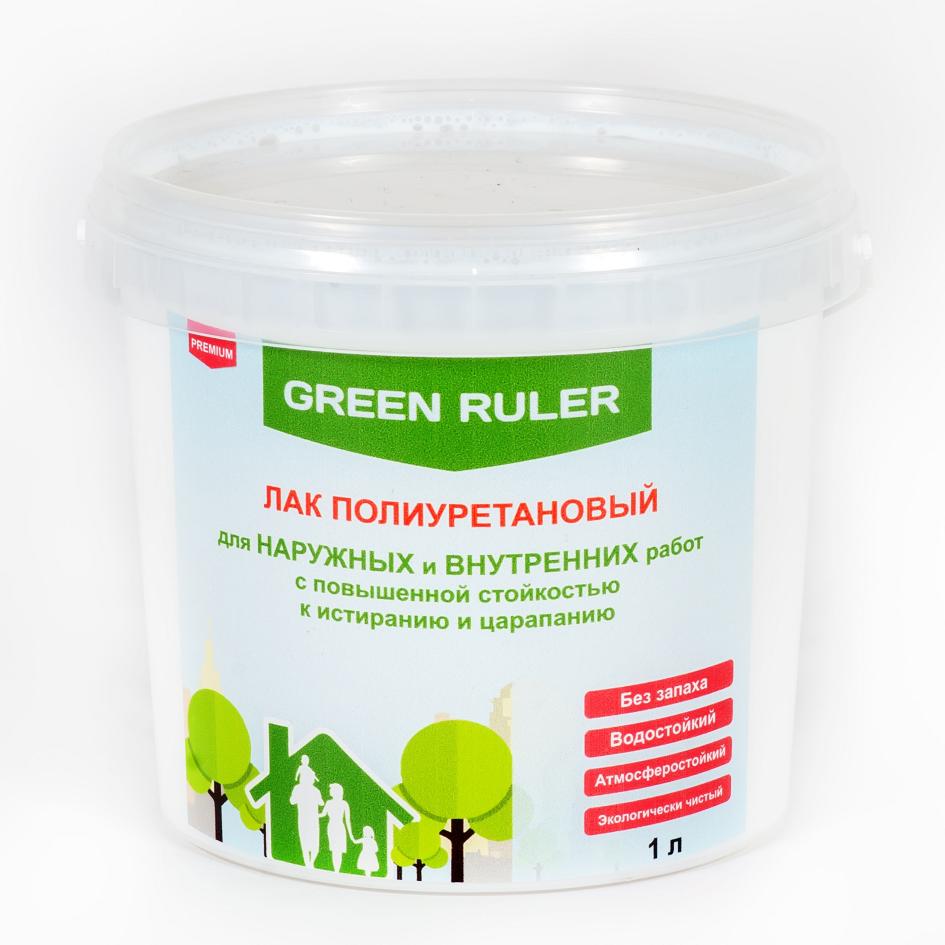 PREMIUM
GREEN RULER
ЛАК ПОЛИУРЕТАНОВЫЙ
для НАРУЖНЫХ и ВНУТРЕННИХ работ
с повышенной стойкостью
к истиранию и царапанию
Без запаха
Водостойкий
Атмосферостойкий
Экологически чистый
1 л